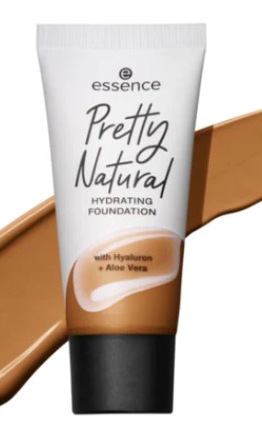 essence
Pretty
Natural
HYDRATING
FOUNDATION
with Hyaluron
+ Aloe Vera